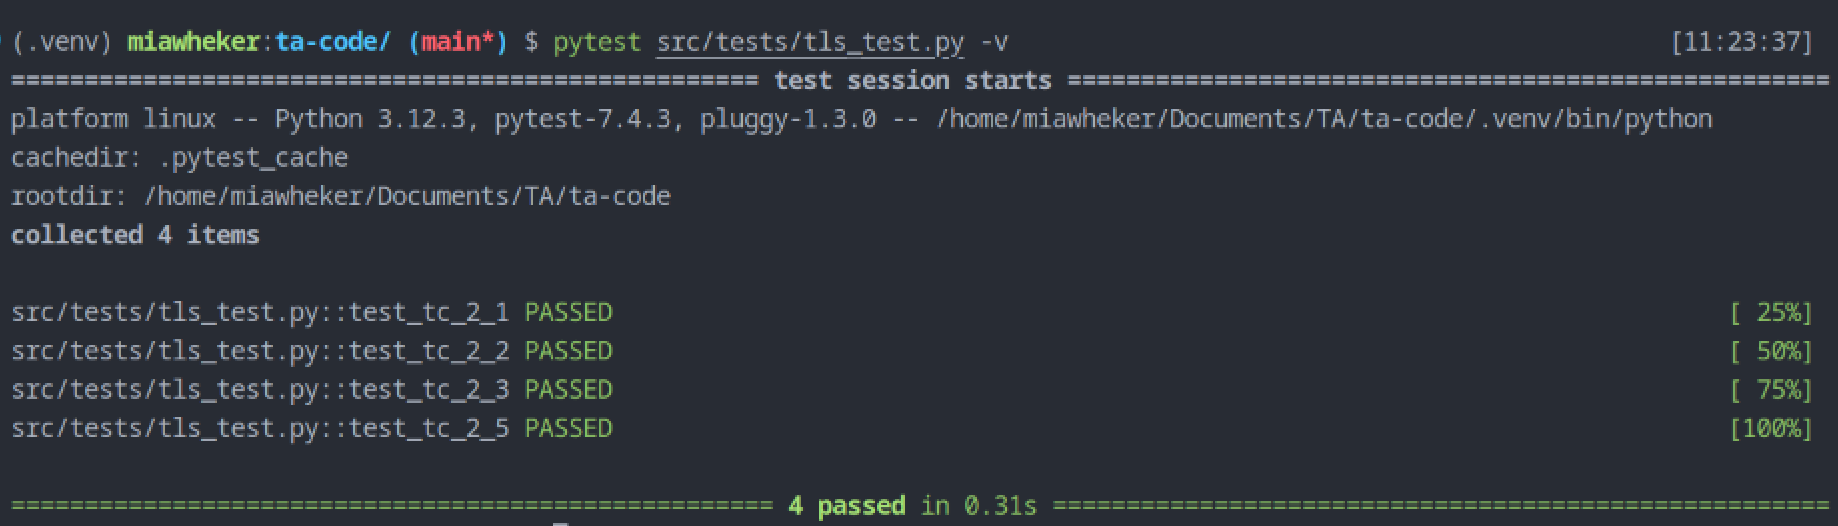 (.venv) miawheker:ta-code/ (main*) $ pytest src/tests/tls_test.py -v [11:23:37]
=================================================== test session starts ====================================================
platform linux -- Python 3.12.3, pytest-7.4.3, pluggy-1.3.0 -- /home/miawheker/Documents/TA/ta-code/.venv/bin/python
cachedir: .pytest_cache
rootdir: /home/miawheker/Documents/TA/ta-code
collected 4 items
src/tests/tls_test.py::test_tc_2_1 PASSED [ 25%]
src/tests/tls_test.py::test_tc_2_2 PASSED [ 50%]
src/tests/tls_test.py::test_tc_2_3 PASSED [ 75%]
src/tests/tls_test.py::test_tc_2_5 PASSED [100%]
==================================================== 4 passed in 0.31s =====================================================